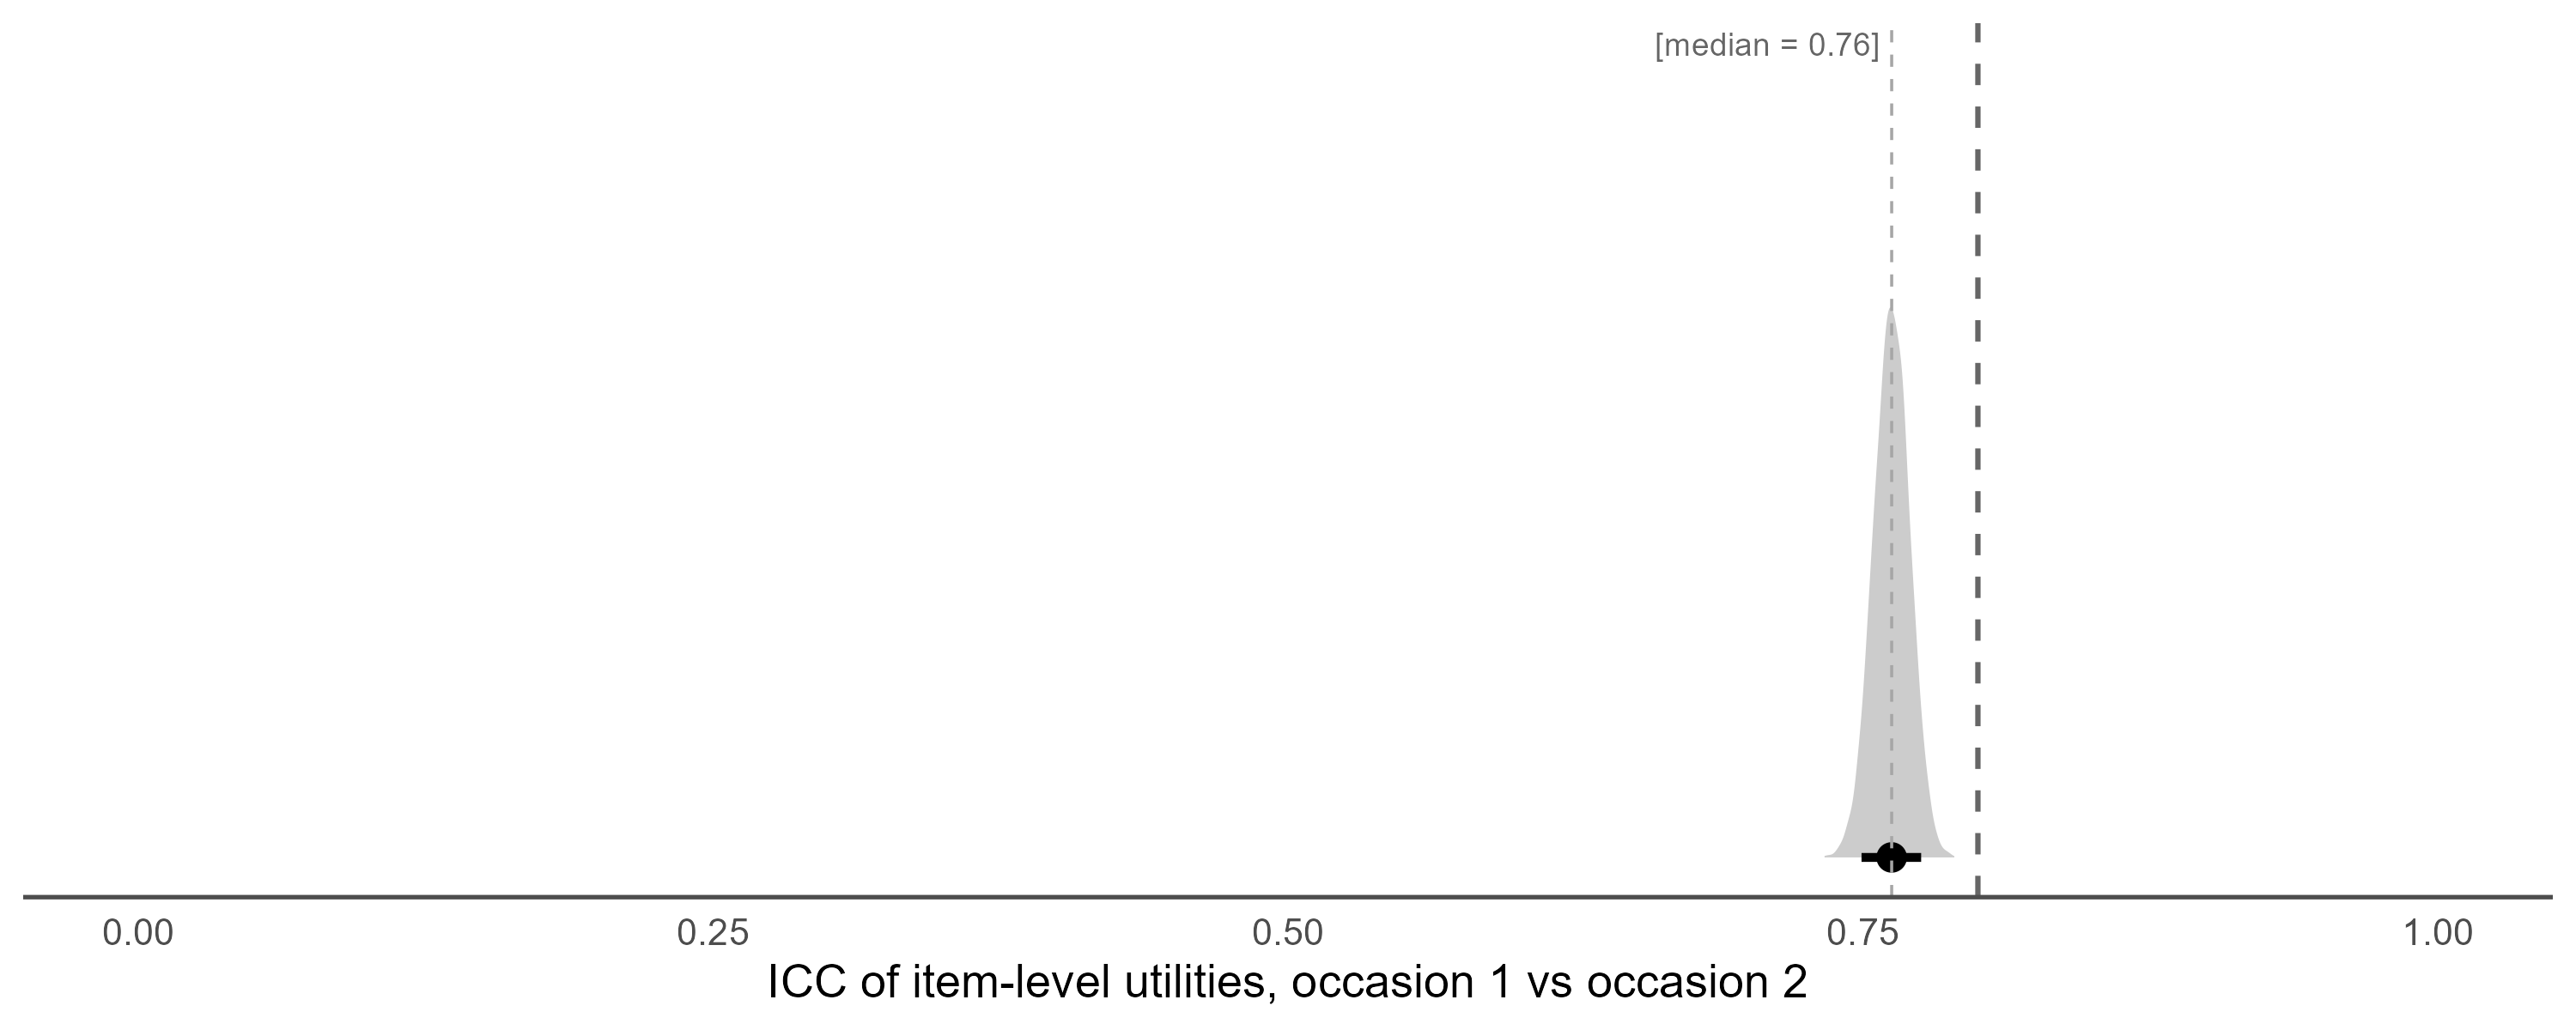 [median = 0.76]
0.00 0.25 0.50 0.75 1.00
ICC of item-level utilities, occasion 1 vs occasion 2